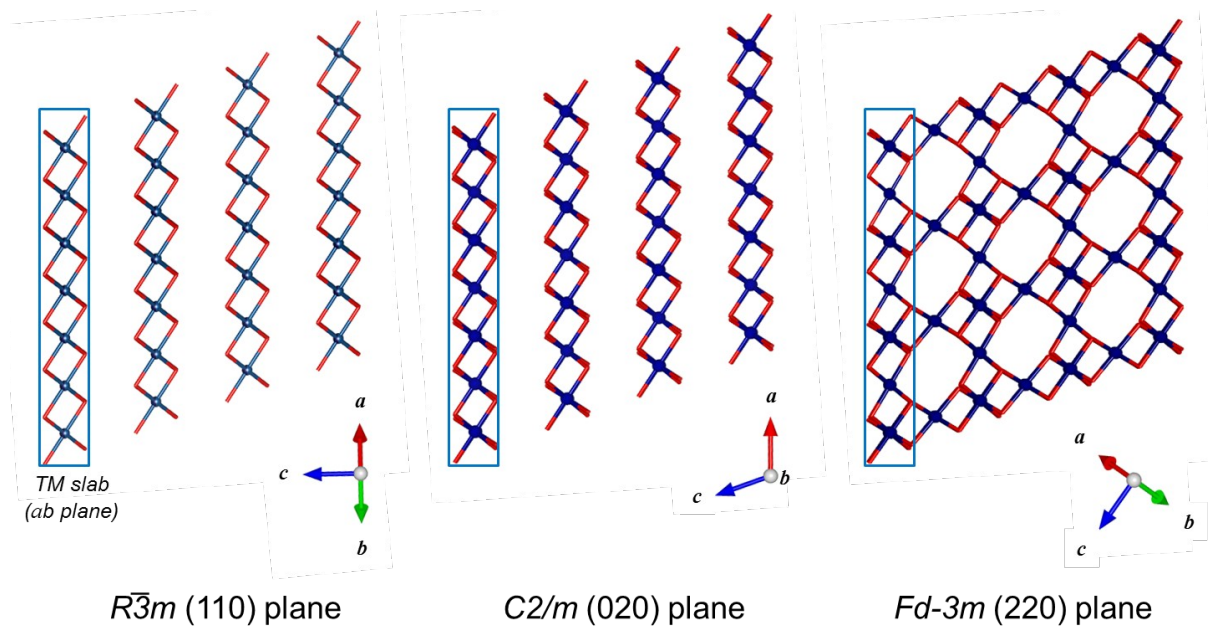 a
c
b
TM slab
(ab plane)
a
b
c
a
b
c
R3̅m (110) plane
C2/m (020) plane
Fd-3m (220) plane